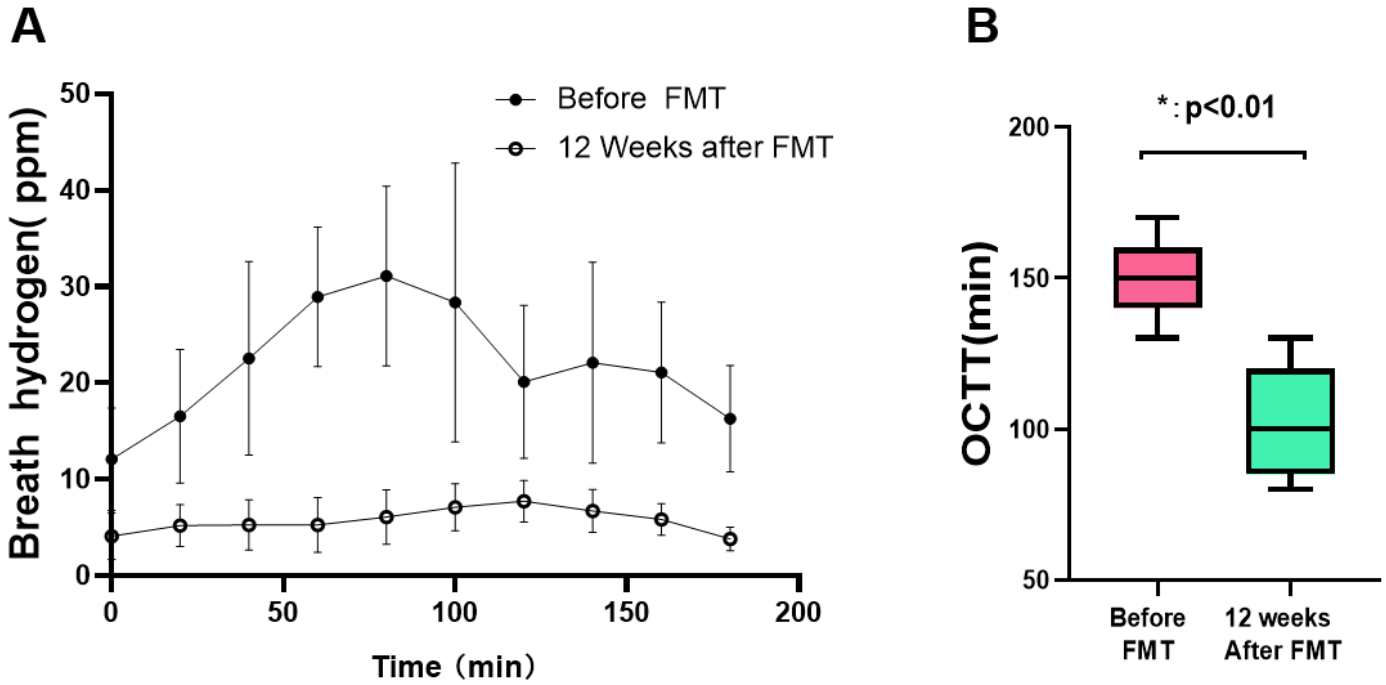 A
Breath hydrogen( ppm)
50
40
30
20
10
0
0
50
100
150
200
Time（min）
Before FMT
12 Weeks after FMT
B
*:p<0.01
OCTT(min)
200
150
100
50
Before
FMT
12 weeks
After FMT